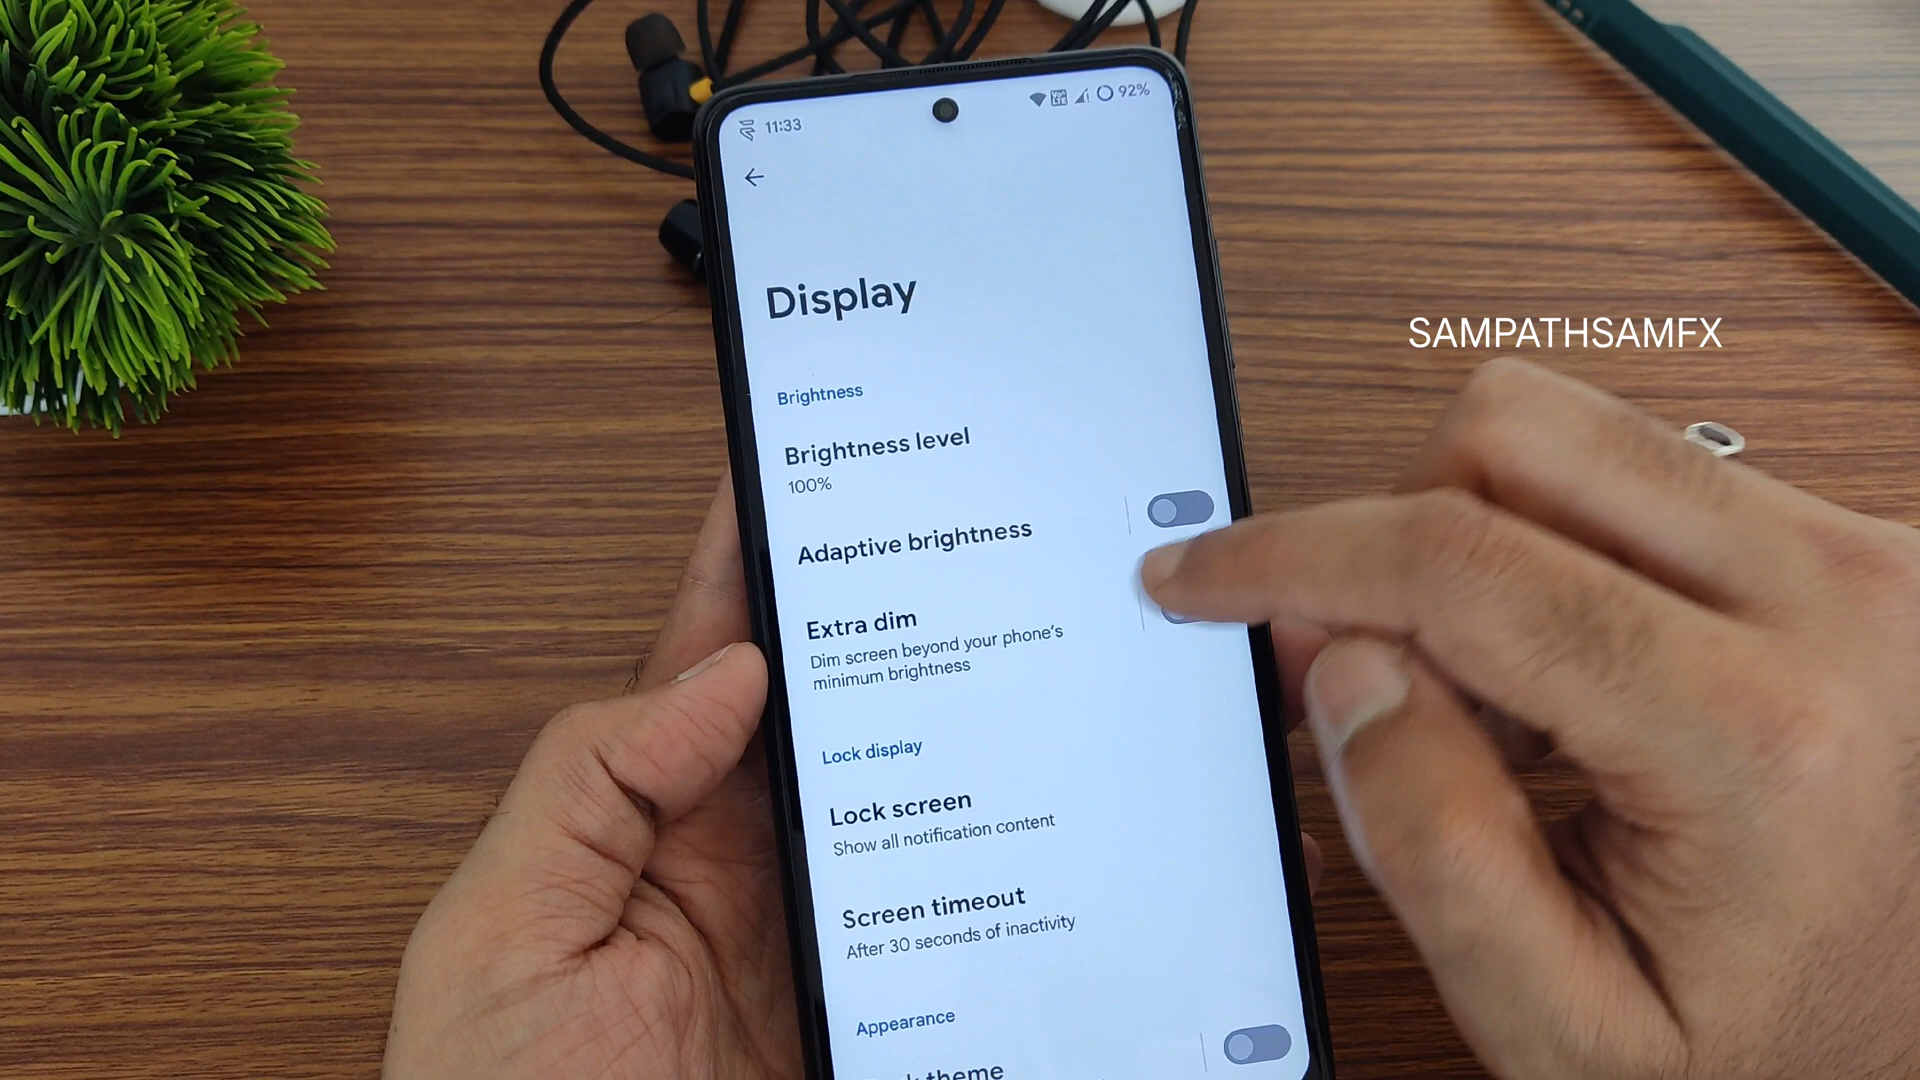 11:33
92%
Display
Brightness
Brightness level
100%
Adaptive brightness
Extra dim
Dim screen beyond your phone's
minimum brightness
Lock display
Lock screen
Show all notification content
Screen timeout
After 30 seconds of inactivity
Appearance
theme
SAMPATHSAMFX